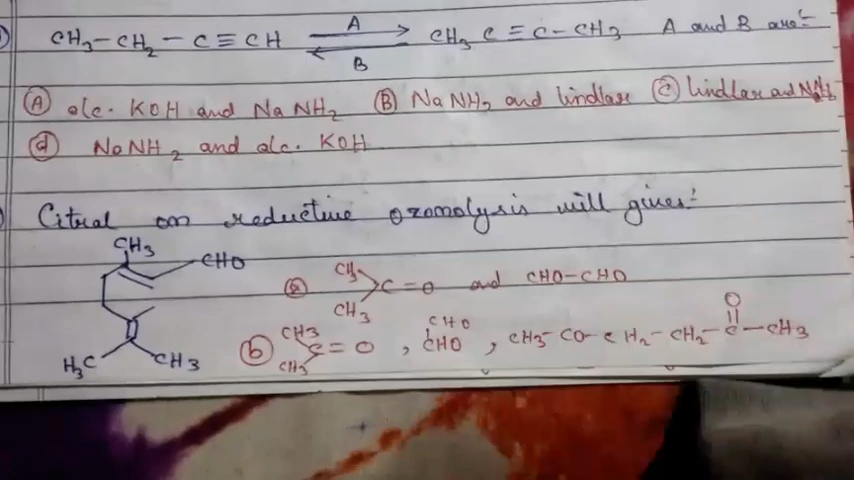 CH3-CH2-C≡CH A⟶ ⟵B CH3 C≡C-CH3 A and B are:-
(A) alc. KOH and NaNH2 (B) NaNH2 and lindlar (C) lindlar and NaNH2
(d) NaNH2 and alc. KOH
Citral on reductive ozonolysis will gives:-
CH3
CHO
(a) CH3 CH3 >C=O and CHO-CHO
(b) CH3 CH3 >C=O , CHO CHO , CH3-CO-CH2-CH2-C(=O)-CH3
H3C CH3